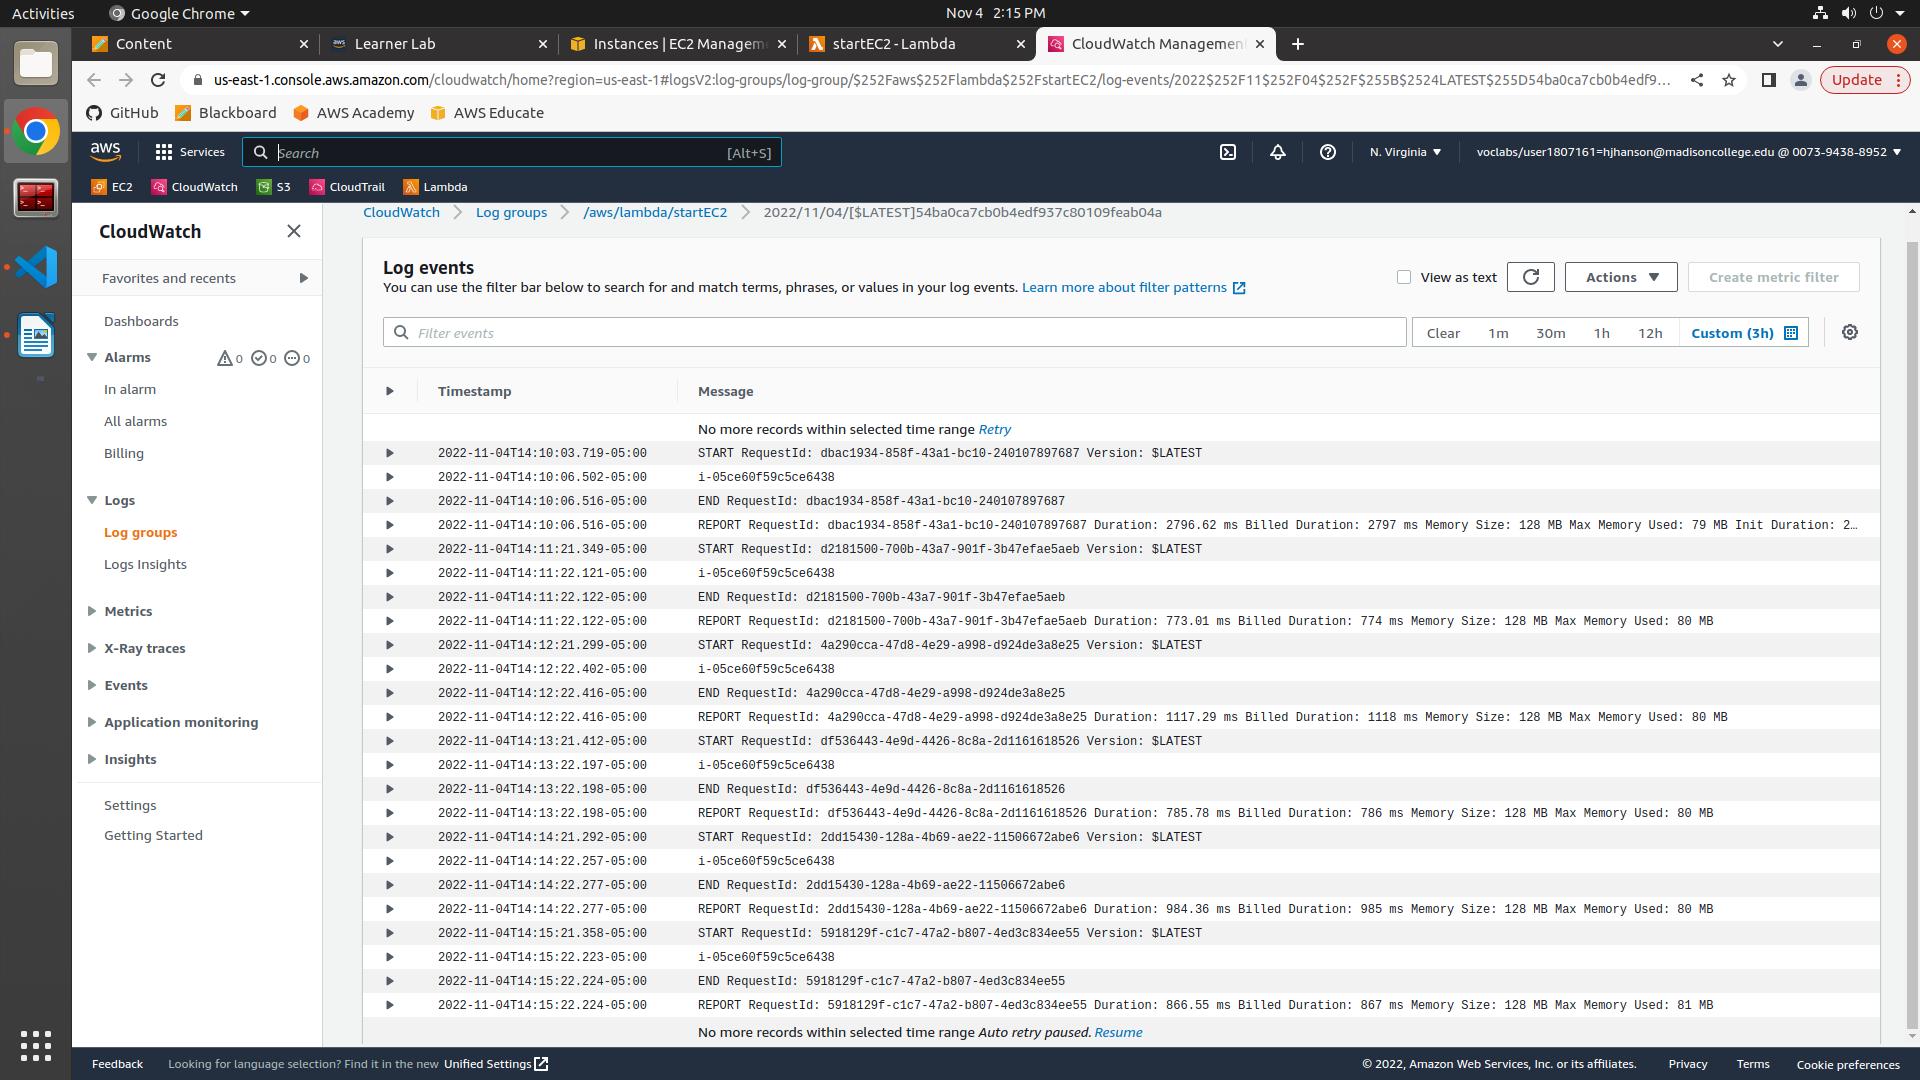 Activities
Google Chrome
Nov 4 2:15 PM
Content
Learner Lab
Instances | EC2 Managem
startEC2 - Lambda
CloudWatch Management
us-east-1.console.aws.amazon.com/cloudwatch/home?region=us-east-1#logsV2:log-groups/log-group/$252Faws$252Flambda$252FstartEC2/log-events/2022$252F11$252F04$252F$255B$2524LATEST$255D54ba0ca7cb0b4edf9...
Update
GitHub
Blackboard
AWS Academy
AWS Educate
aws
Services
Search
[Alt+S]
N. Virginia
voclabs/user1807161=hjhanson@madisoncollege.edu @ 0073-9438-8952
EC2
CloudWatch
S3
CloudTrail
Lambda
CloudWatch
Favorites and recents
Dashboards
Alarms
0
0
0
In alarm
All alarms
Billing
Logs
Log groups
Logs Insights
Metrics
X-Ray traces
Events
Application monitoring
Insights
Settings
Getting Started
CloudWatch
Log groups
/aws/lambda/startEC2
2022/11/04/[$LATEST]54ba0ca7cb0b4edf937c80109feab04a
Log events
You can use the filter bar below to search for and match terms, phrases, or values in your log events. Learn more about filter patterns
View as text
Actions
Create metric filter
Filter events
Clear
1m
30m
1h
12h
Custom (3h)
Timestamp
Message
No more records within selected time range Retry
2022-11-04T14:10:03.719-05:00 START RequestId: dbac1934-858f-43a1-bc10-240107897687 Version: $LATEST
2022-11-04T14:10:06.502-05:00 i-05ce60f59c5ce6438
2022-11-04T14:10:06.516-05:00 END RequestId: dbac1934-858f-43a1-bc10-240107897687
2022-11-04T14:10:06.516-05:00 REPORT RequestId: dbac1934-858f-43a1-bc10-240107897687 Duration: 2796.62 ms Billed Duration: 2797 ms Memory Size: 128 MB Max Memory Used: 79 MB Init Duration: 2...
2022-11-04T14:11:21.349-05:00 START RequestId: d2181500-700b-43a7-901f-3b47efae5aeb Version: $LATEST
2022-11-04T14:11:22.121-05:00 i-05ce60f59c5ce6438
2022-11-04T14:11:22.122-05:00 END RequestId: d2181500-700b-43a7-901f-3b47efae5aeb
2022-11-04T14:11:22.122-05:00 REPORT RequestId: d2181500-700b-43a7-901f-3b47efae5aeb Duration: 773.01 ms Billed Duration: 774 ms Memory Size: 128 MB Max Memory Used: 80 MB
2022-11-04T14:12:21.299-05:00 START RequestId: 4a290cca-47d8-4e29-a998-d924de3a8e25 Version: $LATEST
2022-11-04T14:12:22.402-05:00 i-05ce60f59c5ce6438
2022-11-04T14:12:22.416-05:00 END RequestId: 4a290cca-47d8-4e29-a998-d924de3a8e25
2022-11-04T14:12:22.416-05:00 REPORT RequestId: 4a290cca-47d8-4e29-a998-d924de3a8e25 Duration: 1117.29 ms Billed Duration: 1118 ms Memory Size: 128 MB Max Memory Used: 80 MB
2022-11-04T14:13:21.412-05:00 START RequestId: df536443-4e9d-4426-8c8a-2d1161618526 Version: $LATEST
2022-11-04T14:13:22.197-05:00 i-05ce60f59c5ce6438
2022-11-04T14:13:22.198-05:00 END RequestId: df536443-4e9d-4426-8c8a-2d1161618526
2022-11-04T14:13:22.198-05:00 REPORT RequestId: df536443-4e9d-4426-8c8a-2d1161618526 Duration: 785.78 ms Billed Duration: 786 ms Memory Size: 128 MB Max Memory Used: 80 MB
2022-11-04T14:14:21.292-05:00 START RequestId: 2dd15430-128a-4b69-ae22-11506672abe6 Version: $LATEST
2022-11-04T14:14:22.257-05:00 i-05ce60f59c5ce6438
2022-11-04T14:14:22.277-05:00 END RequestId: 2dd15430-128a-4b69-ae22-11506672abe6
2022-11-04T14:14:22.277-05:00 REPORT RequestId: 2dd15430-128a-4b69-ae22-11506672abe6 Duration: 984.36 ms Billed Duration: 985 ms Memory Size: 128 MB Max Memory Used: 80 MB
2022-11-04T14:15:21.358-05:00 START RequestId: 5918129f-c1c7-47a2-b807-4ed3c834ee55 Version: $LATEST
2022-11-04T14:15:22.223-05:00 i-05ce60f59c5ce6438
2022-11-04T14:15:22.224-05:00 END RequestId: 5918129f-c1c7-47a2-b807-4ed3c834ee55
2022-11-04T14:15:22.224-05:00 REPORT RequestId: 5918129f-c1c7-47a2-b807-4ed3c834ee55 Duration: 866.55 ms Billed Duration: 867 ms Memory Size: 128 MB Max Memory Used: 81 MB
No more records within selected time range Auto retry paused. Resume
Feedback
Looking for language selection? Find it in the new Unified Settings
© 2022, Amazon Web Services, Inc. or its affiliates.
Privacy
Terms
Cookie preferences